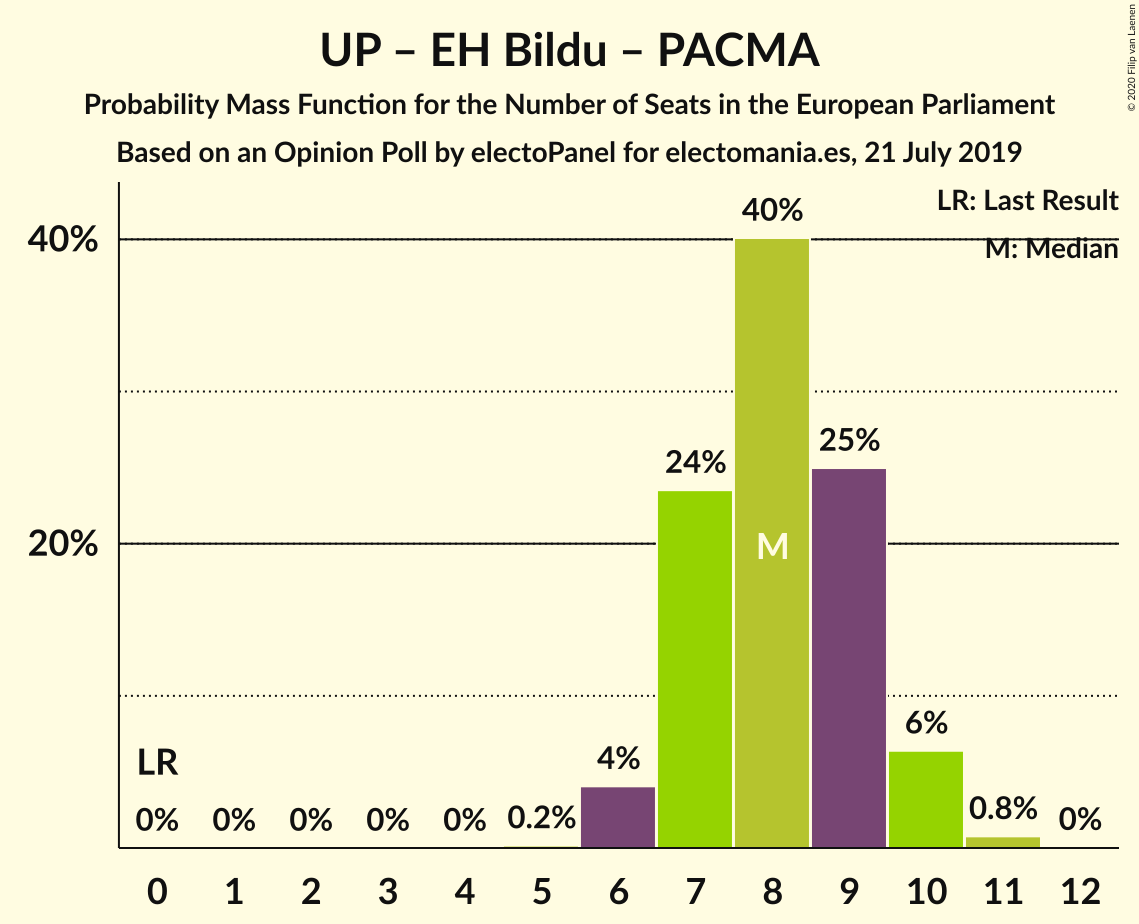 UP – EH Bildu – PACMA
Probability Mass Function for the Number of Seats in the European Parliament
Based on an Opinion Poll by electoPanel for electomania.es, 21 July 2019
© 2020 Filip van Laenen
LR: Last Result
M: Median
40%
20%
LR
0%
0%
0%
0%
0%
0.2%
4%
24%
40%
M
25%
6%
0.8%
0%
0 1 2 3 4 5 6 7 8 9 10 11 12